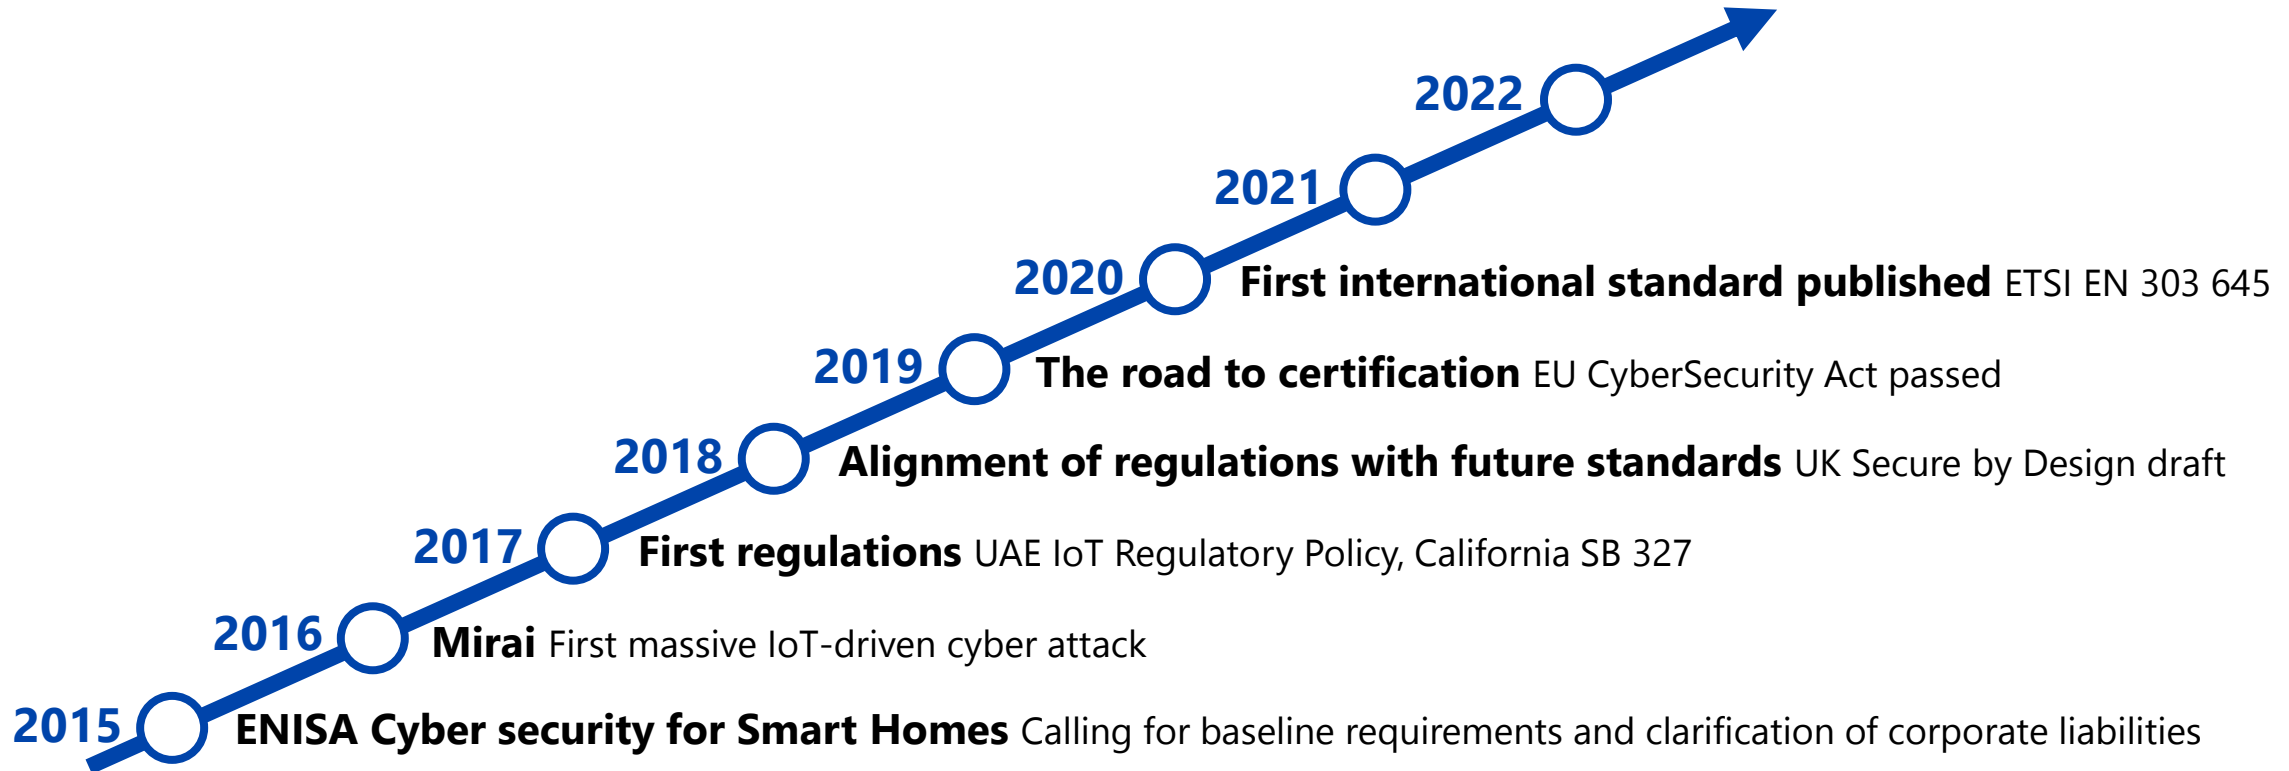 2022
2021
2020 First international standard published ETSI EN 303 645
2019 The road to certification EU CyberSecurity Act passed
2018 Alignment of regulations with future standards UK Secure by Design draft
2017 First regulations UAE IoT Regulatory Policy, California SB 327
2016 Mirai First massive IoT-driven cyber attack
2015 ENISA Cyber security for Smart Homes Calling for baseline requirements and clarification of corporate liabilities